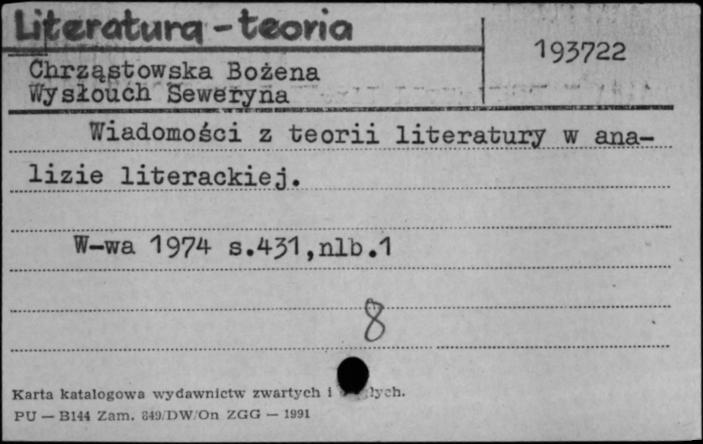 Literatura - teoria
193722
Chrząstowska Bożena
Wysłouch Seweryna
Wiadomości z teorii literatury w ana-
lizie literackiej.
W-wa 1974 s.431,nlb.1
8
Karta katalogowa wydawnictw zwartych i
PU — B144 Zam. 849/DW/On ZGG — 1991